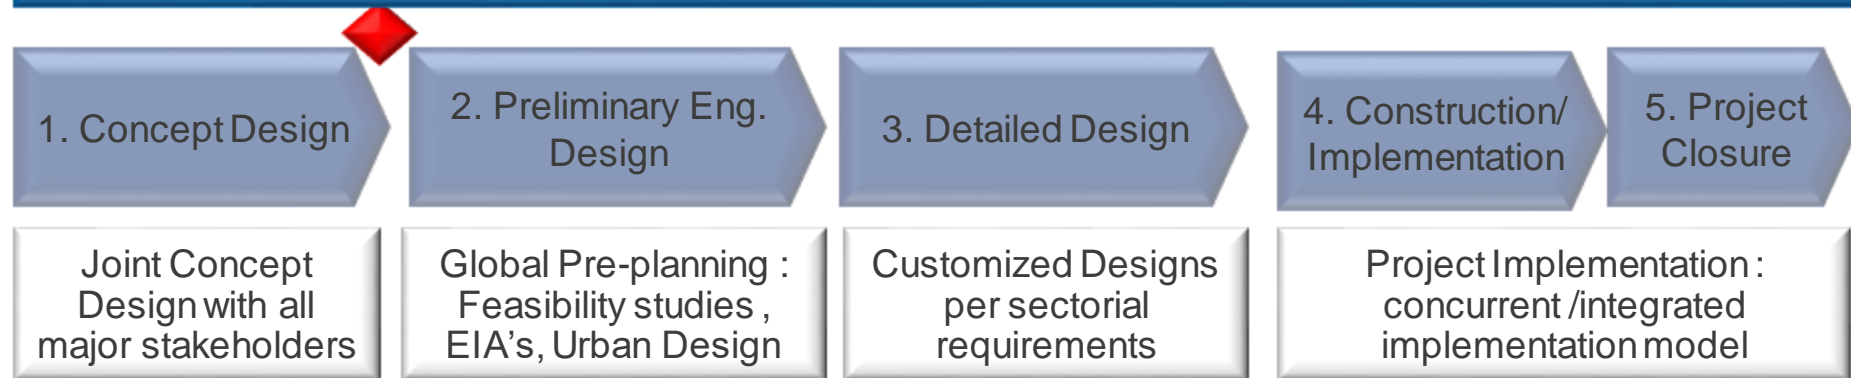 1. Concept Design
2. Preliminary Eng.
Design
3. Detailed Design
4. Construction/
Implementation
5. Project
Closure
Joint Concept
Design with all
major stakeholders
Global Pre-planning :
Feasibility studies ,
EIA's, Urban Design
Customized Designs
per sectorial
requirements
Project Implementation :
concurrent /integrated
implementation model